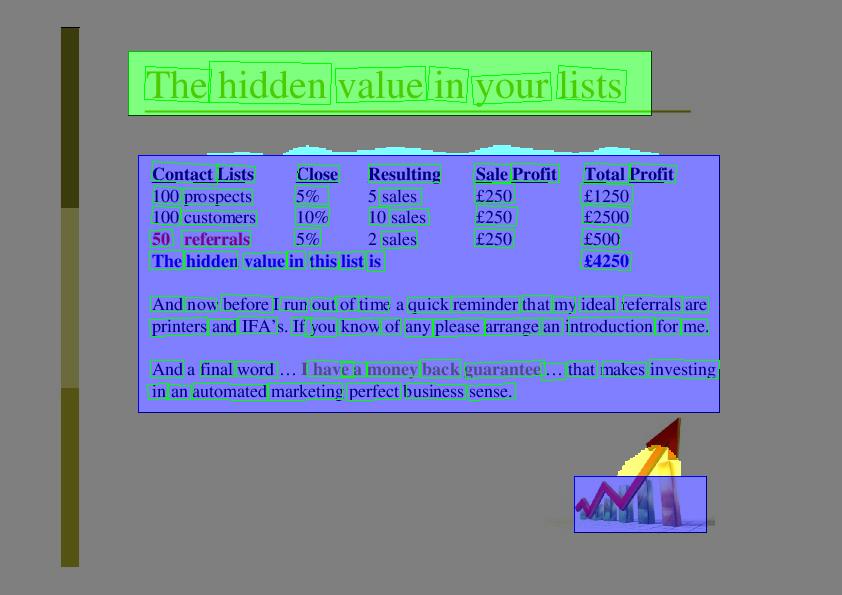 The hidden value in your lists
Contact Lists Close Resulting Sale Profit Total Profit
100 prospects 5% 5 sales £250 £1250
100 customers 10% 10 sales £250 £2500
50 referrals 5% 2 sales £250 £500
The hidden value in this list is £4250
And now before I run out of time a quick reminder that my ideal referrals are
printers and IFA's. If you know of any please arrange an introduction for me.
And a final word … I have a money back guarantee … that makes investing
in an automated marketing perfect business sense.